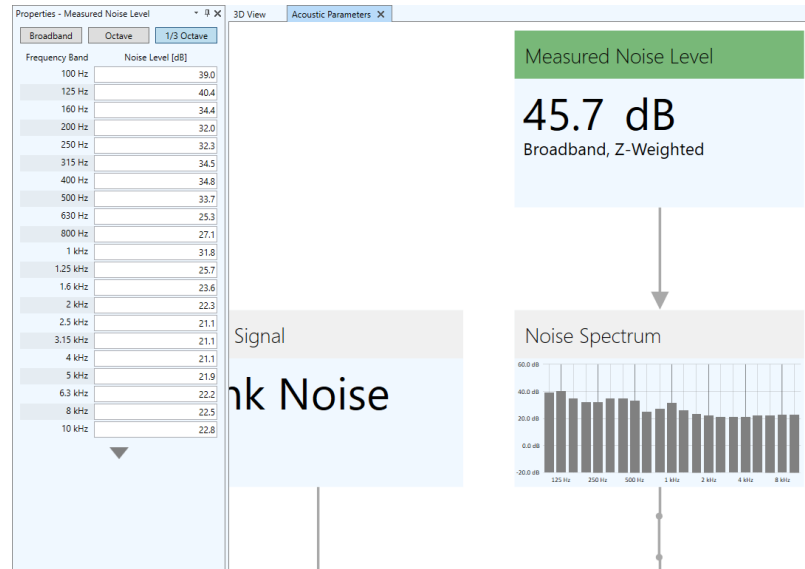 Properties - Measured Noise Level
Broadband Octave 1/3 Octave
Frequency Band Noise Level [dB]
100 Hz 39.0
125 Hz 40.4
160 Hz 34.4
200 Hz 32.0
250 Hz 32.3
315 Hz 34.5
400 Hz 34.8
500 Hz 33.7
630 Hz 25.3
800 Hz 27.1
1 kHz 31.8
1.25 kHz 25.7
1.6 kHz 23.6
2 kHz 22.3
2.5 kHz 21.1
3.15 kHz 21.1
4 kHz 21.1
5 kHz 21.9
6.3 kHz 22.2
8 kHz 22.5
10 kHz 22.8
3D View Acoustic Parameters
Measured Noise Level
45.7 dB
Broadband, Z-Weighted
Signal
nk Noise
Noise Spectrum
60.0 dB
40.0 dB
20.0 dB
0.0 dB
-20.0 dB
125 Hz 250 Hz 500 Hz 1 kHz 2 kHz 4 kHz 8 kHz